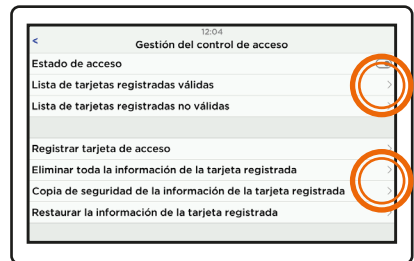 12:04
< Gestión del control de acceso
Estado de acceso
Lista de tarjetas registradas válidas >
Lista de tarjetas registradas no válidas >
Registrar tarjeta de acceso >
Eliminar toda la información de la tarjeta registrada >
Copia de seguridad de la información de la tarjeta registrada >
Restaurar la información de la tarjeta registrada >